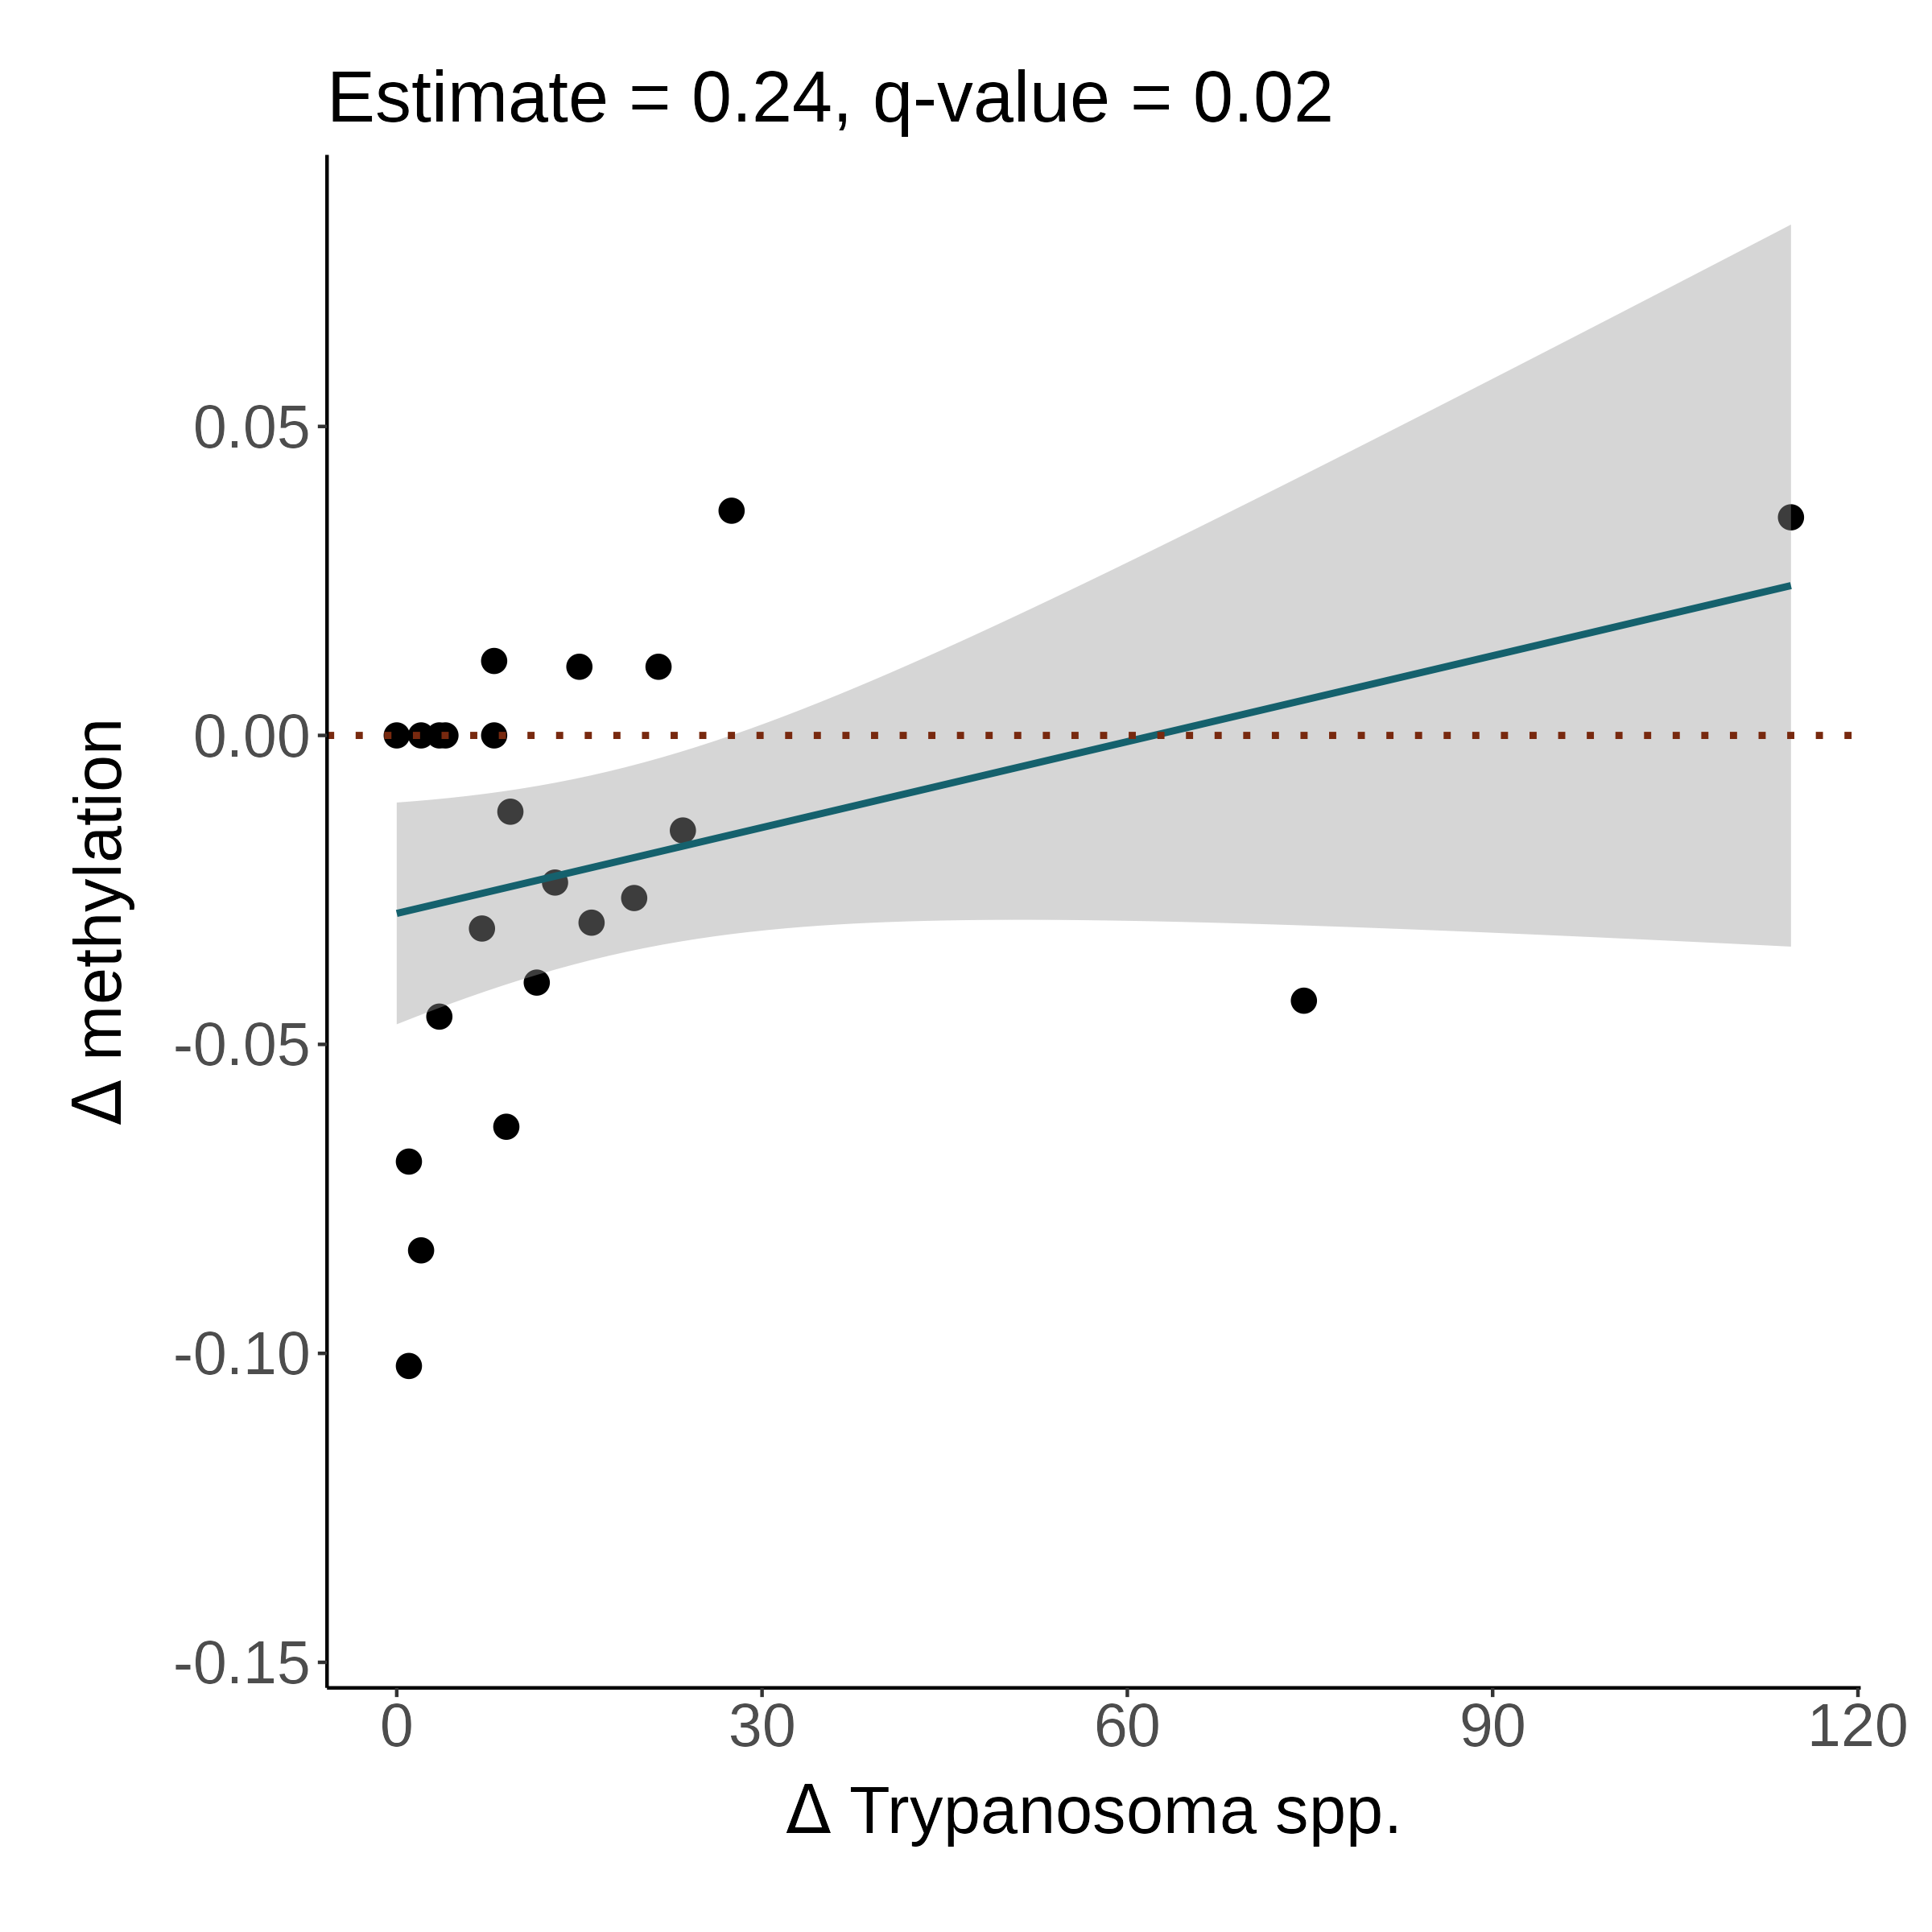 Estimate = 0.24, q-value = 0.02
Δ methylation
0.05
0.00
-0.05
-0.10
-0.15
0 30 60 90 120
Δ Trypanosoma spp.